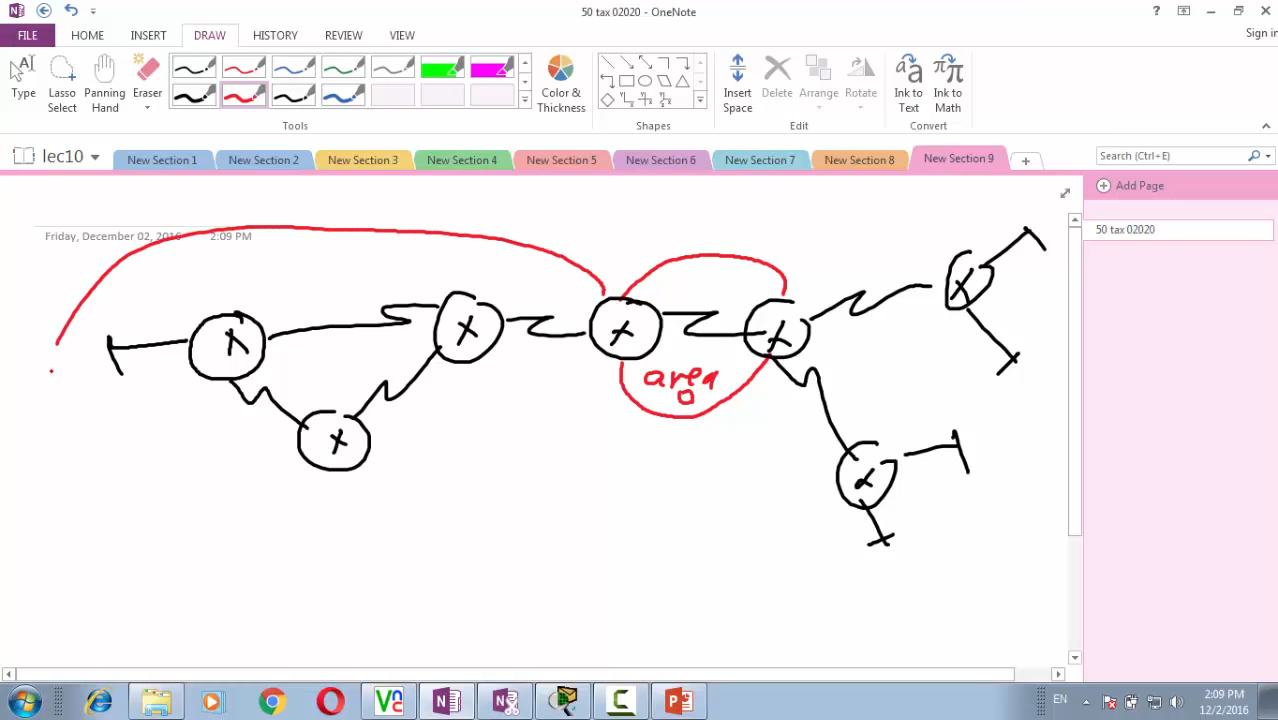 50 tax 02020 - OneNote
FILE HOME INSERT DRAW HISTORY REVIEW VIEW
Sign in
Type
Lasso Select
Panning Hand
Eraser
Color & Thickness
Insert Space
Delete
Arrange
Rotate
Ink to Text
Ink to Math
Tools
Shapes
Edit
Convert
lec10
New Section 1 New Section 2 New Section 3 New Section 4 New Section 5 New Section 6 New Section 7 New Section 8 New Section 9
Search (Ctrl+E)
Add Page
50 tax 02020
Friday, December 02, 2016 2:09 PM
X
X
X
X
X
X
area
0
X
EN
2:09 PM
12/2/2016